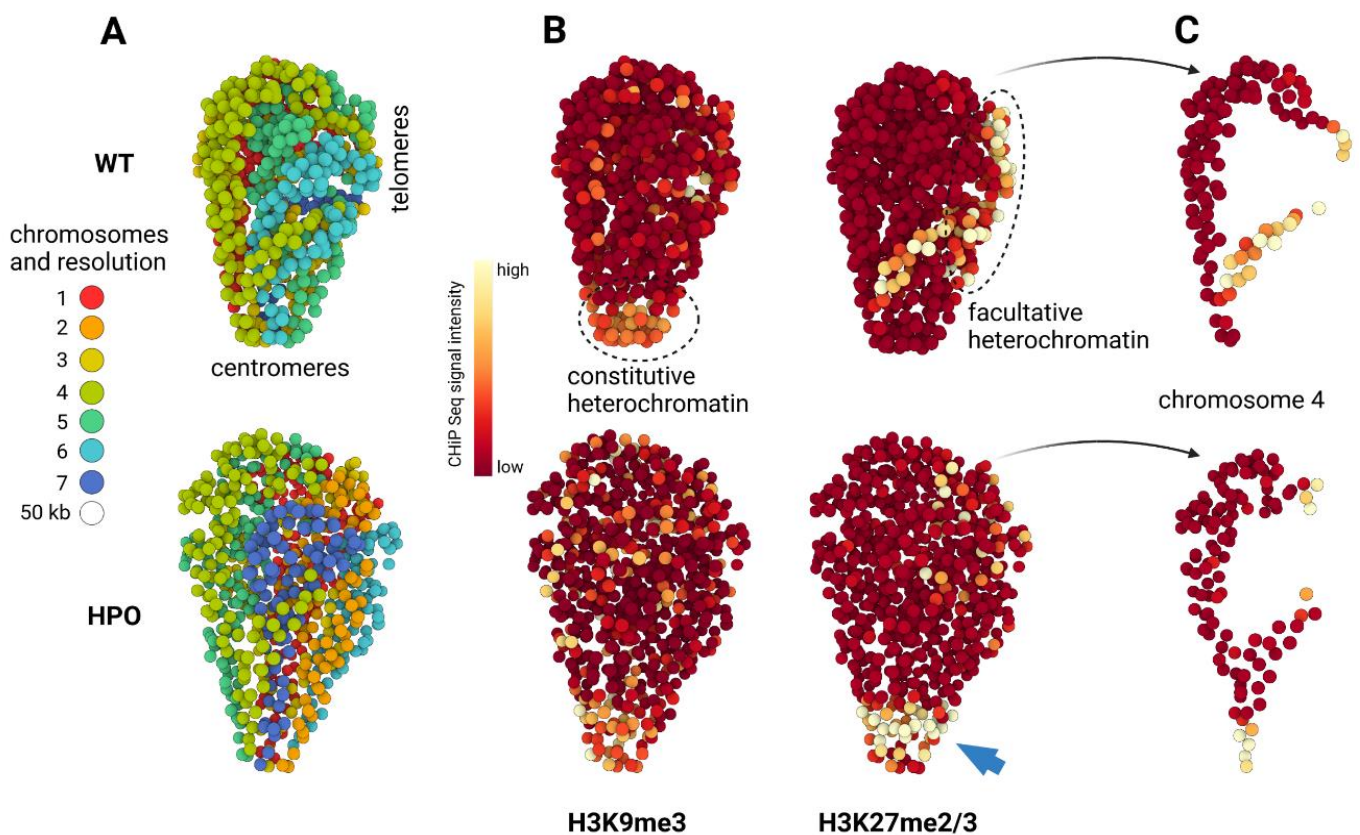 A
B
C
WT
telomeres
chromosomes
and resolution
1
2
3
4
5
6
7
50 kb
centromeres
high
ChiP Seq signal intensity
low
constitutive
heterochromatin
facultative
heterochromatin
chromosome 4
HPO
H3K9me3
H3K27me2/3